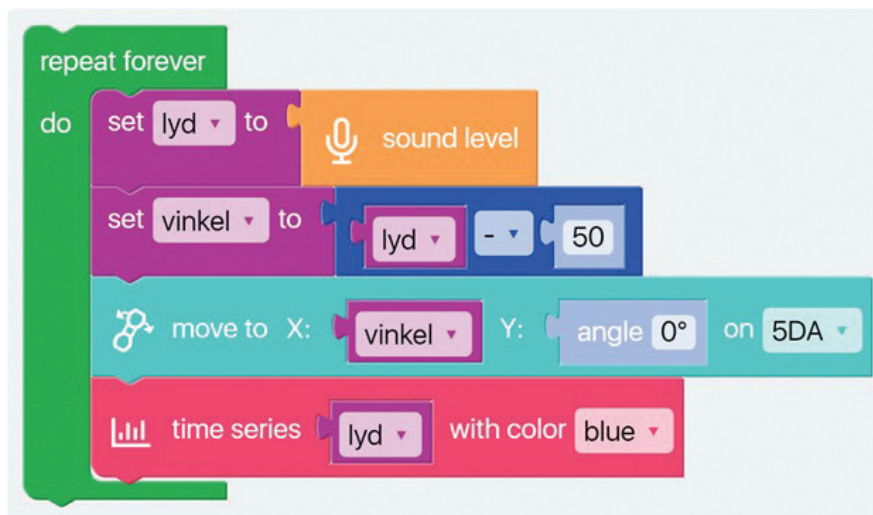 repeat forever
do set lyd to sound level
set vinkel to lyd - 50
move to X: vinkel Y: angle 0° on 5DA
time series lyd with color blue